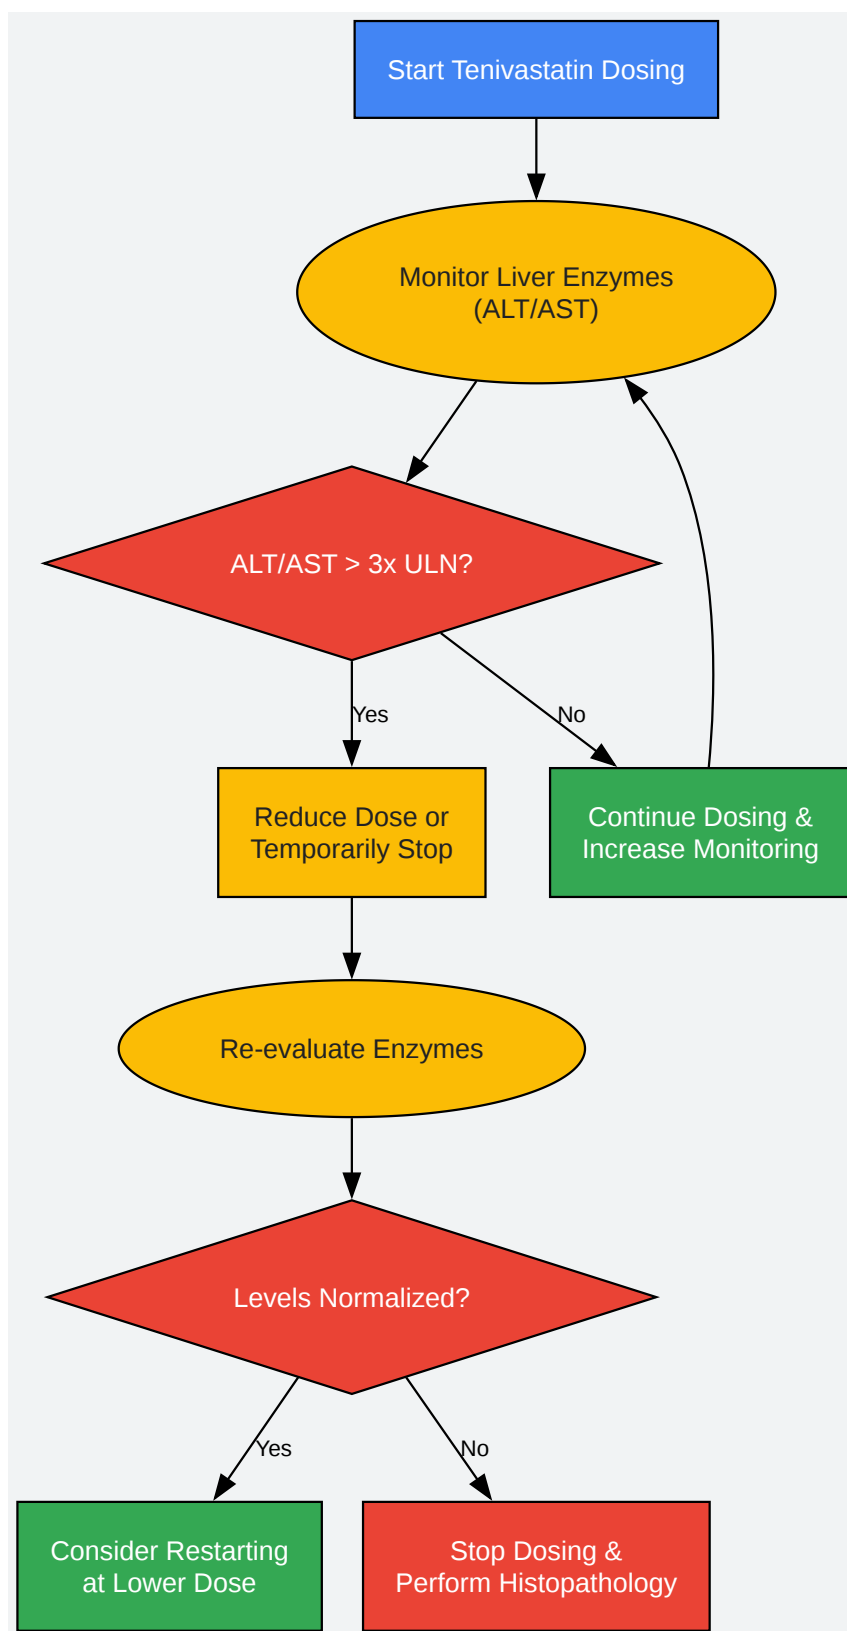 Start Tenivastatin Dosing
Monitor Liver Enzymes
(ALT/AST)
ALT/AST > 3x ULN?
Yes
No
Reduce Dose or
Temporarily Stop
Continue Dosing &
Increase Monitoring
Re-evaluate Enzymes
Levels Normalized?
Yes
No
Consider Restarting
at Lower Dose
Stop Dosing &
Perform Histopathology